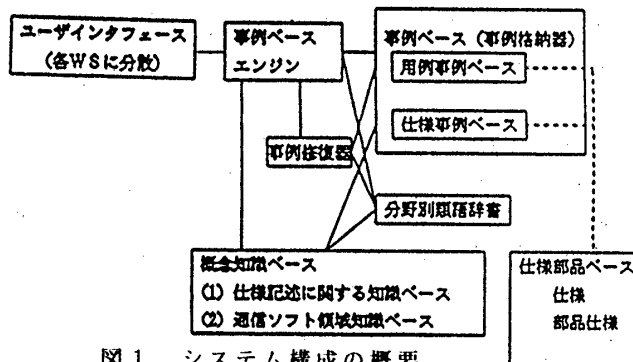 ユーザインタフェース
(各WSに分散)
事例ベース
エンジン
事例ベース(事例格納器)
用例事例ベース
仕様事例ベース
事例修復器
分野別類語辞書
概念知識ベース
(1) 仕様記述に関する知識ベース
(2) 通信ソフト領域知識ベース
仕様部品ベース
仕様
部品仕様
図1 システム構成の概要